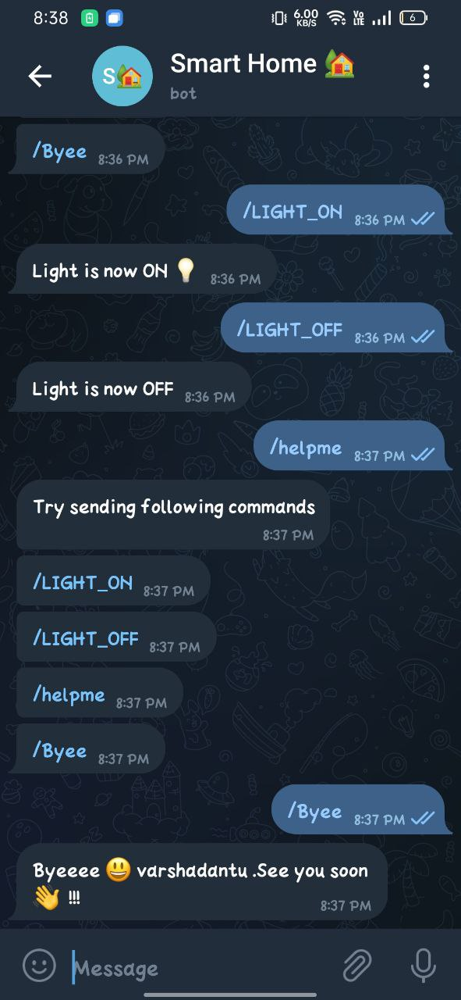 8:38 6.00 KB/S Vo LTE 6
S Smart Home 🏡
bot
/Byee 8:36 PM
/LIGHT_ON 8:36 PM
Light is now ON 💡 8:36 PM
/LIGHT_OFF 8:36 PM
Light is now OFF 8:36 PM
/helpme 8:37 PM
Try sending following commands
8:37 PM
/LIGHT_ON 8:37 PM
/LIGHT_OFF 8:37 PM
/helpme 8:37 PM
/Byee 8:37 PM
/Byee 8:37 PM
Byeeee 😃 varshadantu .See you soon
👋 !!! 8:37 PM
Message